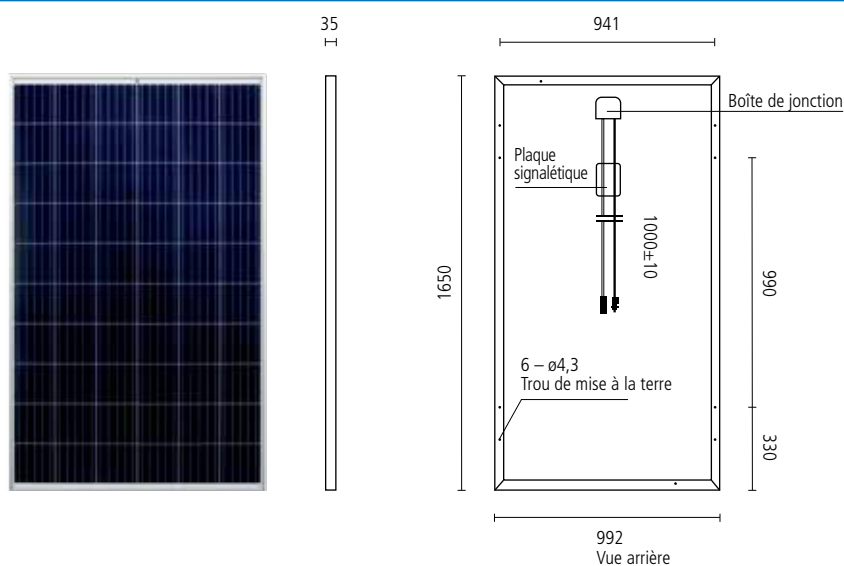 35
941
Boîte de jonction
Plaque
signalétique
1000±10
1650
990
6 – ø4,3
Trou de mise à la terre
330
992
Vue arrière